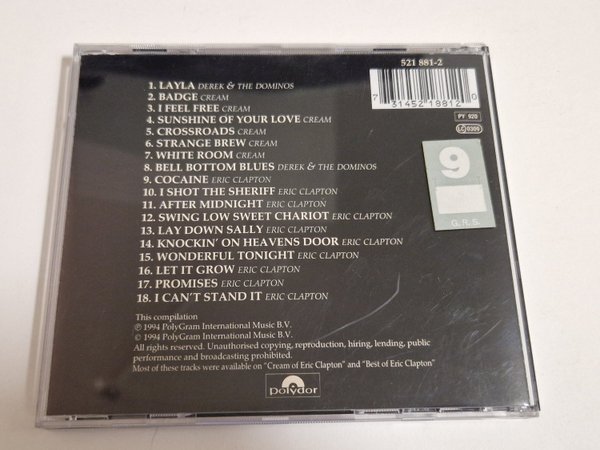 521 881-2
1. LAYLA DEREK & THE DOMINOS
2. BADGE CREAM
3. I FEEL FREE CREAM
4. SUNSHINE OF YOUR LOVE CREAM
5. CROSSROADS CREAM
6. STRANGE BREW CREAM
7. WHITE ROOM CREAM
8. BELL BOTTOM BLUES DEREK & THE DOMINOS
9. COCAINE ERIC CLAPTON
10. I SHOT THE SHERIFF ERIC CLAPTON
11. AFTER MIDNIGHT ERIC CLAPTON
12. SWING LOW SWEET CHARIOT ERIC CLAPTON
13. LAY DOWN SALLY ERIC CLAPTON
14. KNOCKIN' ON HEAVENS DOOR ERIC CLAPTON
15. WONDERFUL TONIGHT ERIC CLAPTON
16. LET IT GROW ERIC CLAPTON
17. PROMISES ERIC CLAPTON
18. I CAN'T STAND IT ERIC CLAPTON
7 31452 18812 0
PY 920
LC 0309
9
G.R.S.
This compilation
℗ 1994 PolyGram International Music B.V.
© 1994 PolyGram International Music B.V.
All rights reserved. Unauthorised copying, reproduction, hiring, lending, public
performance and broadcasting prohibited.
Most of these tracks were available on "Cream of Eric Clapton" and "Best of Eric Clapton"
Polydor